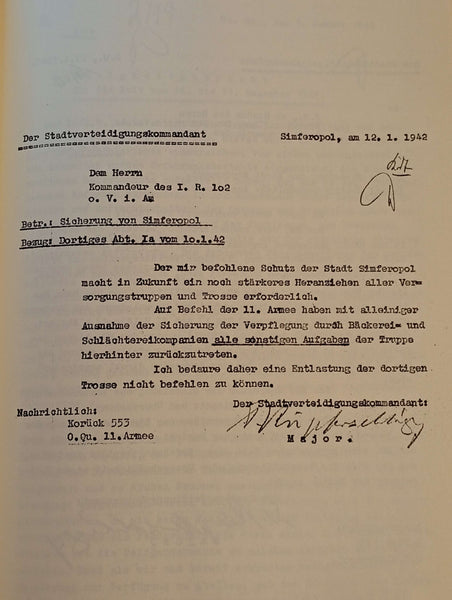 Der Stadtverteidigungskommandant
Simferopol, am 12. 1. 1942
Dem Herrn
Kommandeur des I. R. 102
o. V. i. Am
Betr.: Sicherung von Simferopol
Bezug: Dortiges Abt. Ia vom 10.1.42
Der mir befohlene Schutz der Stadt Simferopol
macht in Zukunft ein noch stärkeres Heranziehen aller Ver=
sorgungstruppen und Trosse erforderlich.
Auf Befehl der 11. Armee haben mit alleiniger
Ausnahme der Sicherung der Verpflegung durch Bäckerei= und
Schlächtereikompanien alle sonstigen Aufgaben der Truppe
hierhinter zurückzutreten.
Ich bedaure daher eine Entlastung der dortigen
Trosse nicht befehlen zu können.
Der Stadtverteidigungskommandant:
Nachrichtlich:
Korück 553
O.Qu. 11.Armee
Major.